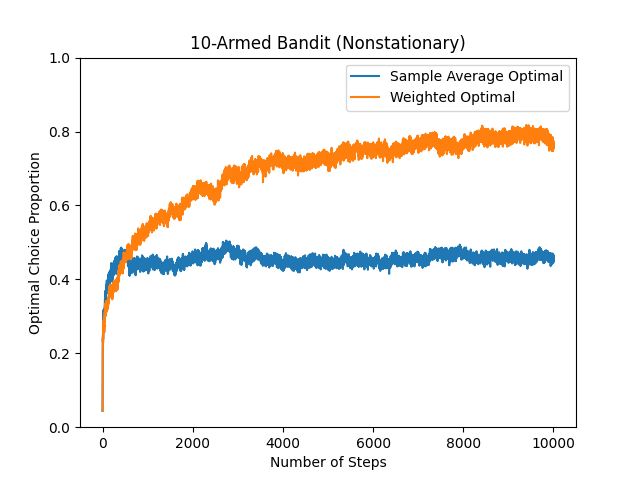 10-Armed Bandit (Nonstationary)
Sample Average Optimal
Weighted Optimal
Optimal Choice Proportion
1.0
0.8
0.6
0.4
0.2
0.0
0 2000 4000 6000 8000 10000
Number of Steps